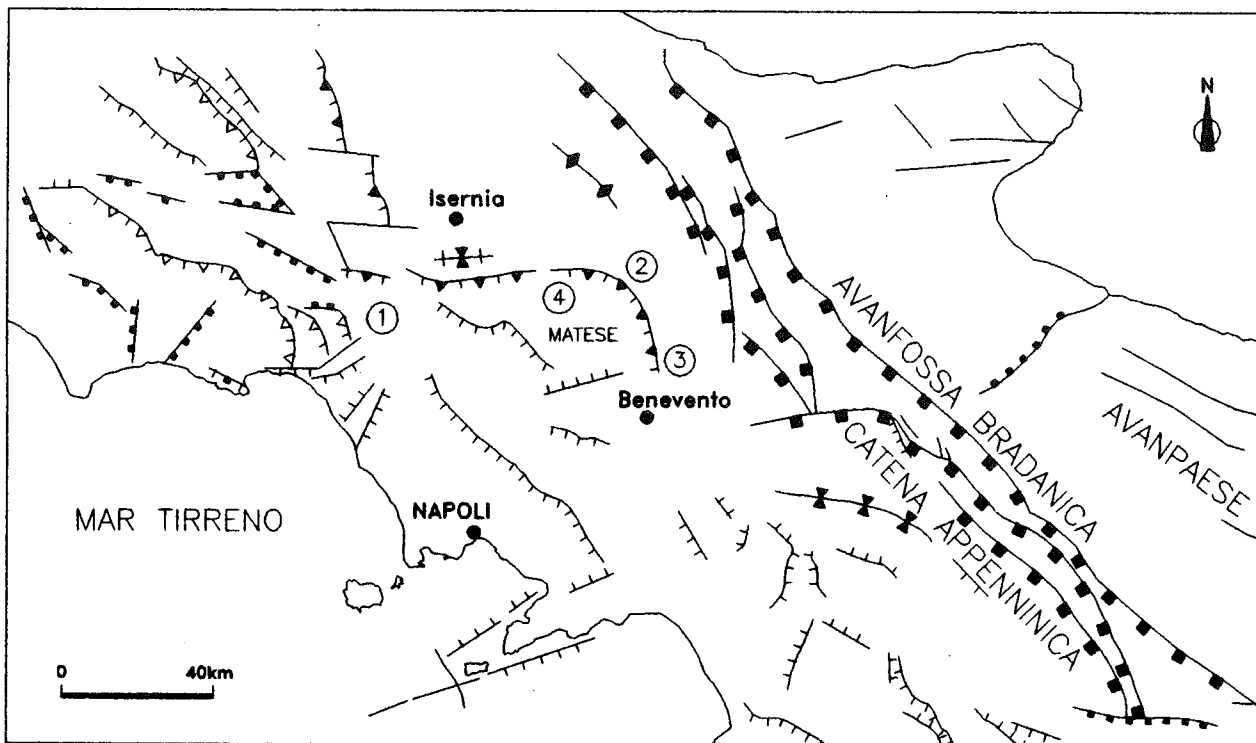 N
Isernia
2
1
4
MATESE
3
Benevento
AVANFOSSA BRADANICA
AVANPAESE
CATENA APPENNINICA
MAR TIRRENO
NAPOLI
0 40km